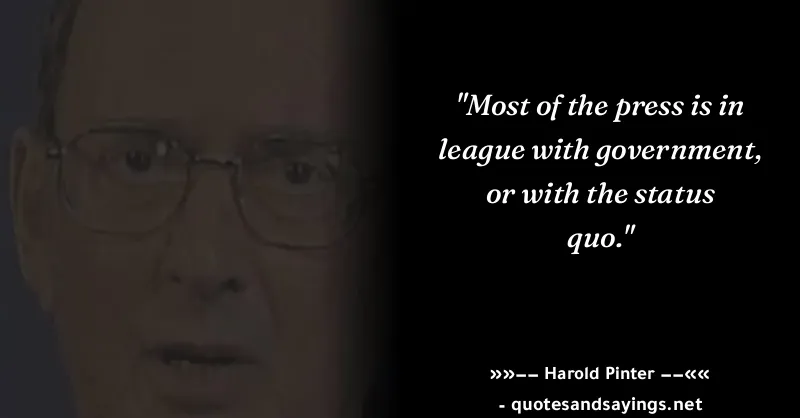 "Most of the press is in
league with government,
or with the status
quo."
»»–– Harold Pinter ––««
- quotesandsayings.net